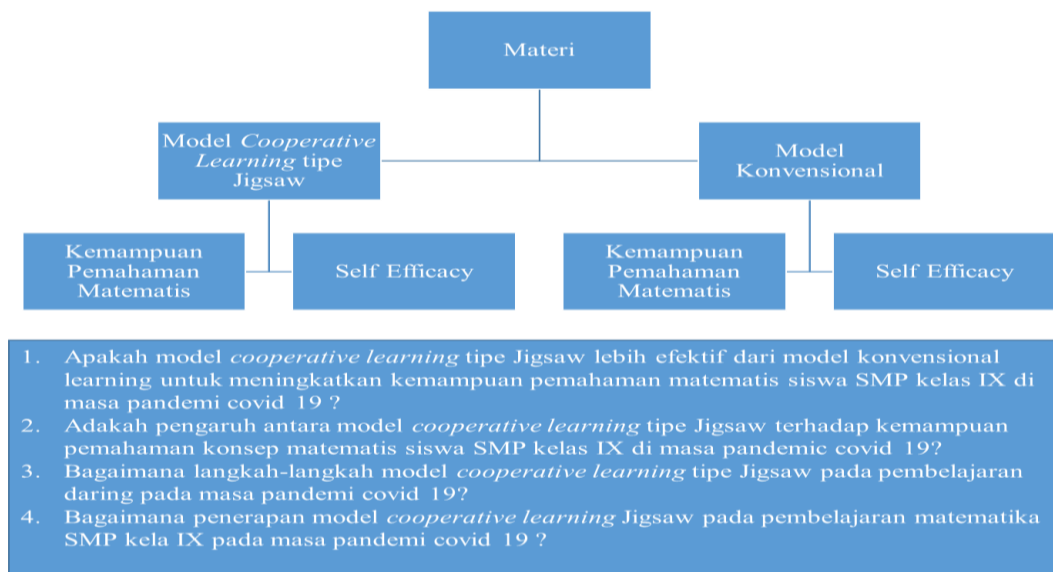 Materi
Model Cooperative
Learning tipe
Jigsaw
Model
Konvensional
Kemampuan
Pemahaman
Matematis
Self Efficacy
Kemampuan
Pemahaman
Matematis
Self Efficacy
1. Apakah model cooperative learning tipe Jigsaw lebih efektif dari model konvensional
learning untuk meningkatkan kemampuan pemahaman matematis siswa SMP kelas IX di
masa pandemi covid 19 ?
2. Adakah pengaruh antara model cooperative learning tipe Jigsaw terhadap kemampuan
pemahaman konsep matematis siswa SMP kelas IX di masa pandemic covid 19?
3. Bagaimana langkah-langkah model cooperative learning tipe Jigsaw pada pembelajaran
daring pada masa pandemi covid 19?
4. Bagaimana penerapan model cooperative learning Jigsaw pada pembelajaran matematika
SMP kela IX pada masa pandemi covid 19 ?